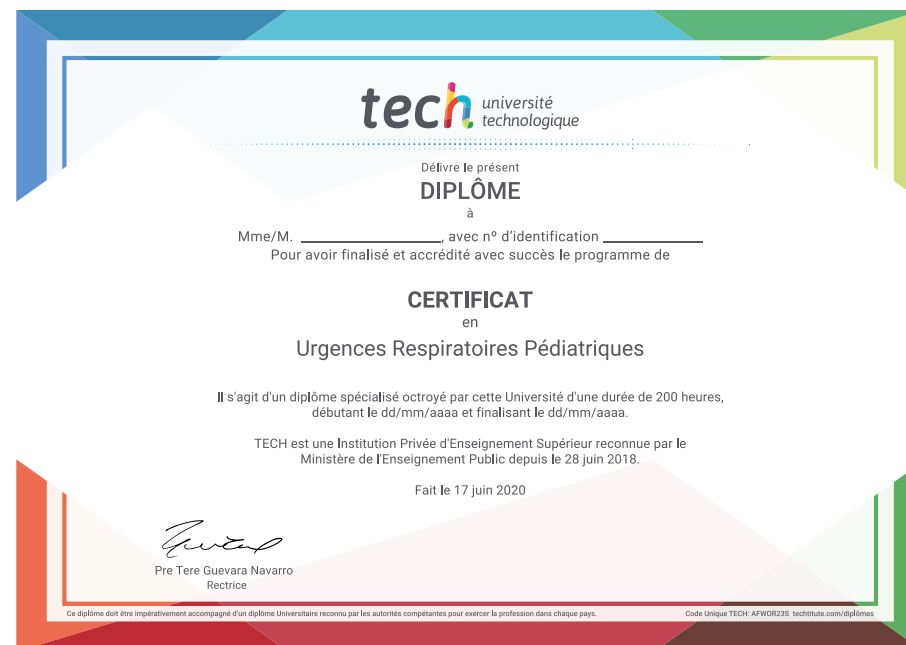 tech université
technologique
Délivre le présent
DIPLÔME
à
Mme/M. ____________________, avec nº d'identification ______________
Pour avoir finalisé et accrédité avec succès le programme de
CERTIFICAT
en
Urgences Respiratoires Pédiatriques
Il s'agit d'un diplôme spécialisé octroyé par cette Université d'une durée de 200 heures,
débutant le dd/mm/aaaa et finalisant le dd/mm/aaaa.
TECH est une Institution Privée d'Enseignement Supérieur reconnue par le
Ministère de l'Enseignement Public depuis le 28 juin 2018.
Fait le 17 juin 2020
Pre Tere Guevara Navarro
Rectrice
Ce diplôme doit être impérativement accompagné d'un diplôme Universitaire reconnu par les autorités compétantes pour exercer la profession dans chaque pays.
Code Unique TECH: AFWOR23S techtitute.com/diplômes